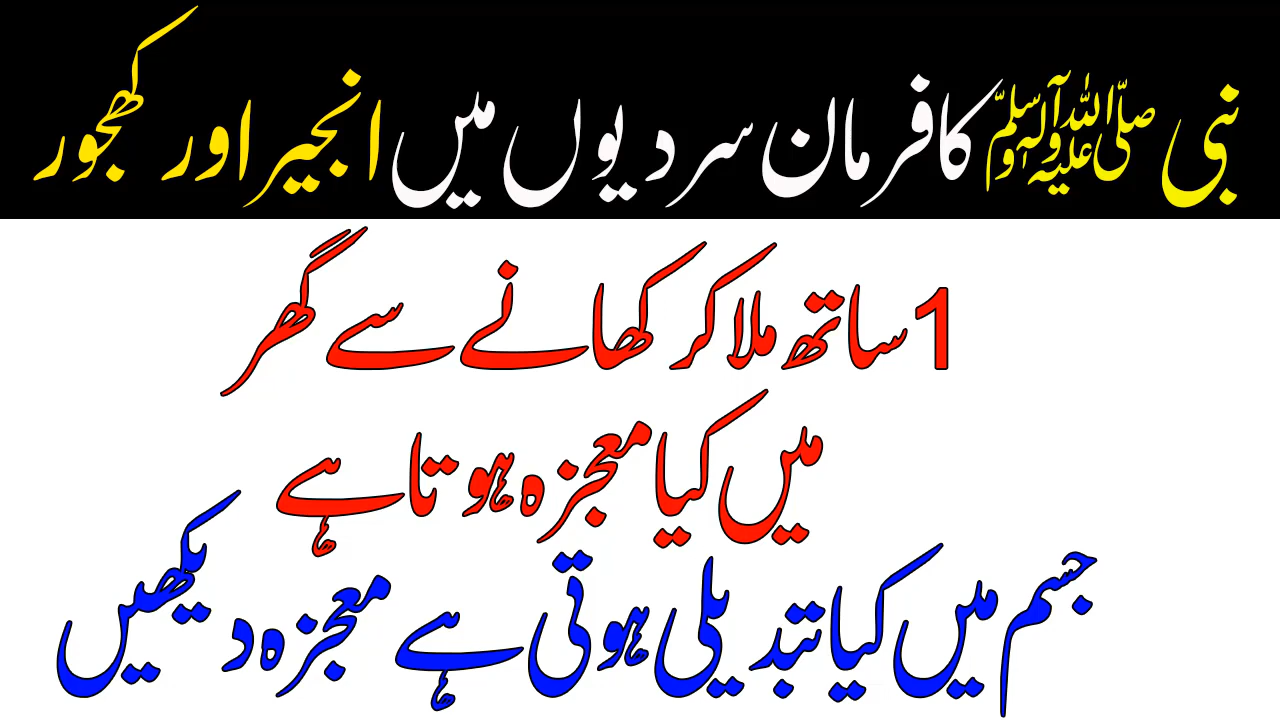 نبی صلی اللہ علیہ وآلہ وسلم کا فرمان سردیوں میں انجیر اور کھجور
1 ساتھ ملا کر کھانے سے گھر
میں کیا معجزہ ہوتا ہے
جسم میں کیا تبدیلی ہوتی ہے معجزہ دیکھیں